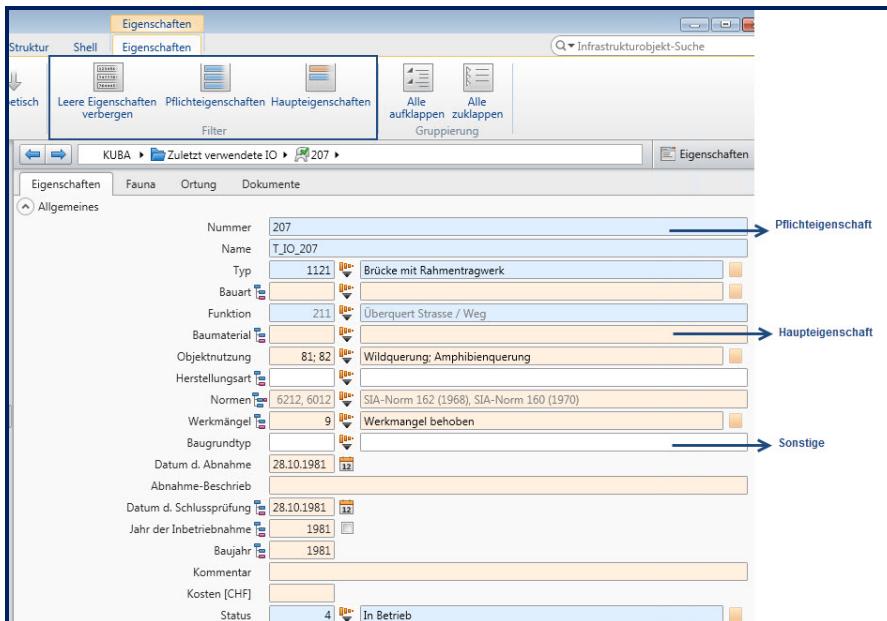 Eigenschaften
Struktur Shell Eigenschaften Infrastrukturobjekt-Suche
etisch Leere Eigenschaften verbergen Pflichteigenschaften Haupteigenschaften Alle aufklappen Alle zuklappen
Filter Gruppierung
KUBA Zuletzt verwendete IO 207 Eigenschaften
Eigenschaften Fauna Ortung Dokumente
Allgemeines
Nummer 207 Pflichteigenschaft
Name T_IO_207
Typ 1121 Brücke mit Rahmentragwerk
Bauart
Funktion 211 Überquert Strasse / Weg
Baumaterial Haupteigenschaft
Objektnutzung 81; 82 Wildquerung; Amphibienquerung
Herstellungsart
Normen 6212, 6012 SIA-Norm 162 (1968), SIA-Norm 160 (1970)
Werkmängel 9 Werkmangel behoben
Baugrundtyp Sonstige
Datum d. Abnahme 28.10.1981 12
Abnahme-Beschrieb
Datum d. Schlussprüfung 28.10.1981 12
Jahr der Inbetriebnahme 1981
Baujahr 1981
Kommentar
Kosten [CHF]
Status 4 In Betrieb